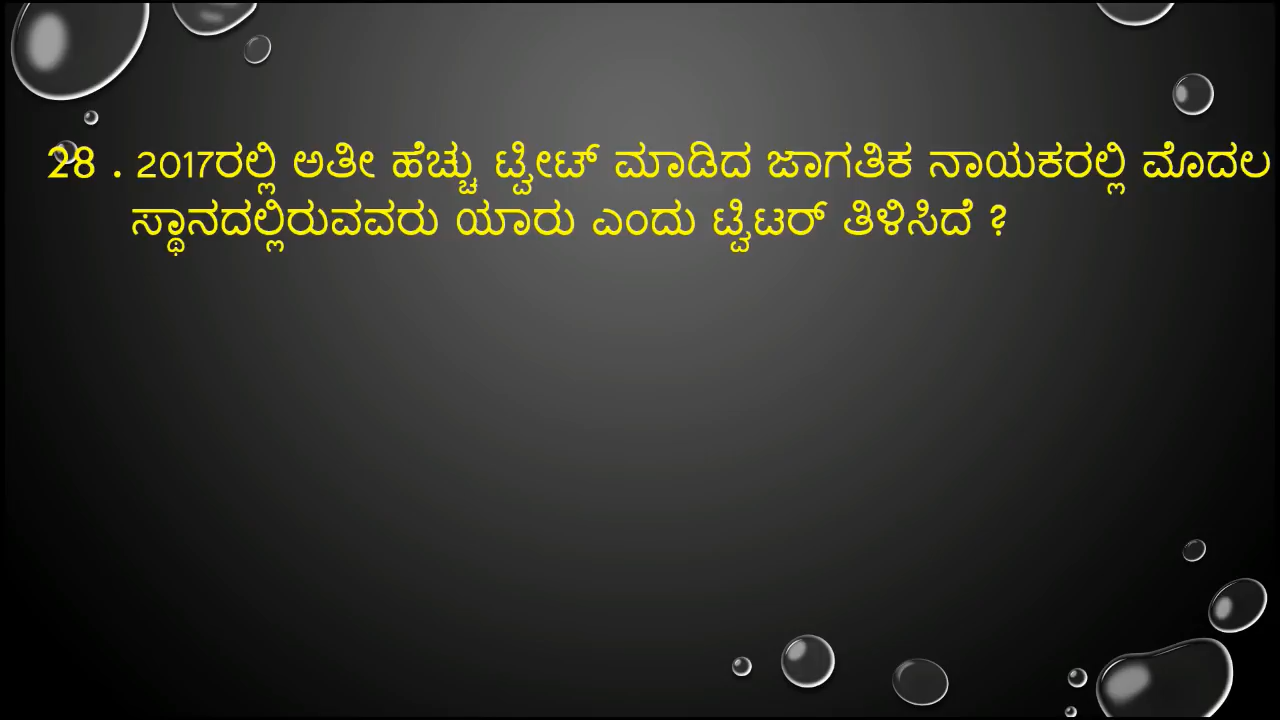 28 . 2017ರಲ್ಲಿ ಅತೀ ಹೆಚ್ಚು ಟ್ವೀಟ್ ಮಾಡಿದ ಜಾಗತಿಕ ನಾಯಕರಲ್ಲಿ ಮೊದಲ
ಸ್ಥಾನದಲ್ಲಿರುವವರು ಯಾರು ಎಂದು ಟ್ವಿಟರ್ ತಿಳಿಸಿದೆ ?